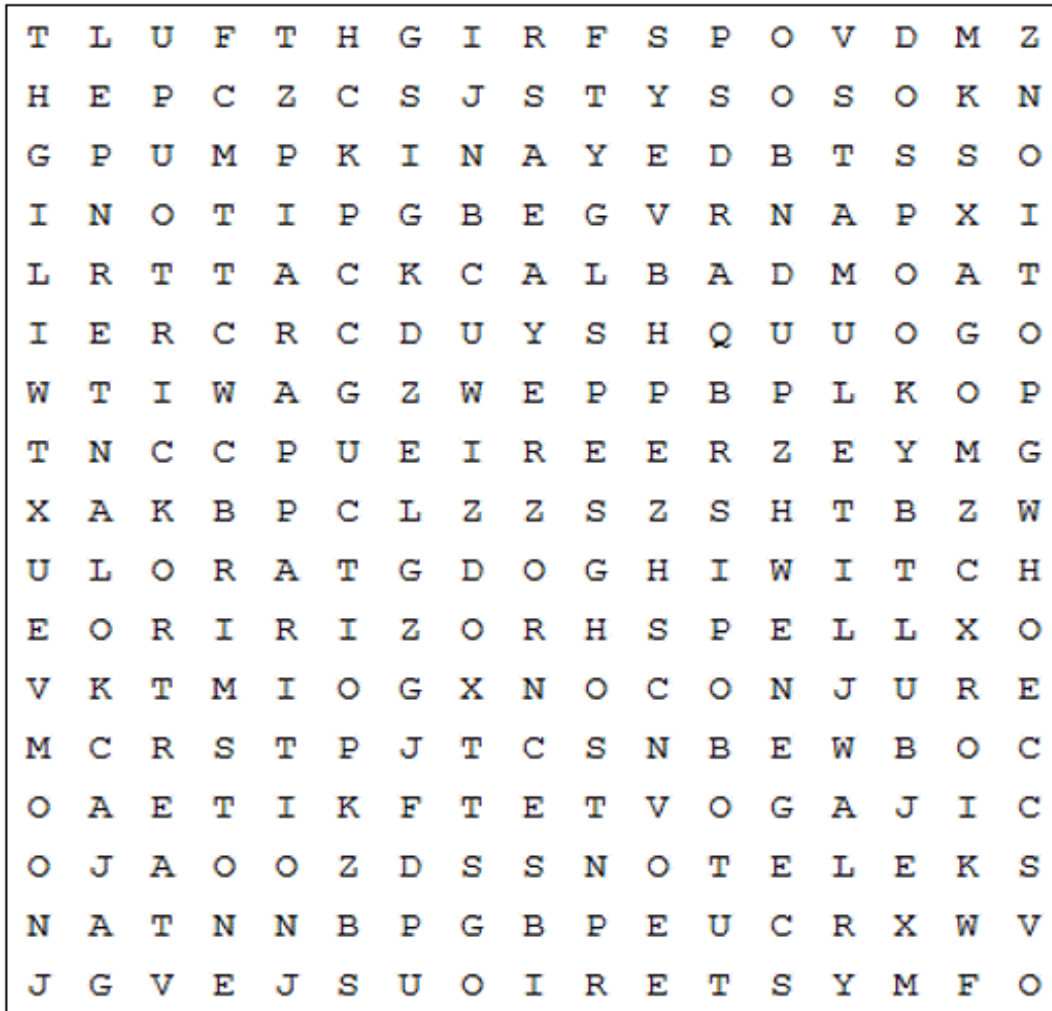 T L U F T H G I R F S P O V D M Z
H E P C Z C S J S T Y S O S O K N
G P U M P K I N A Y E D B T S S O
I N O T I P G B E G V R N A P X I
L R T T A C K C A L B A D M O A T
I E R C R C D U Y S H Q U U O G O
W T I W A G Z W E P P B P L K O P
T N C C P U E I R E E R Z E Y M G
X A K B P C L Z Z S Z S H T B Z W
U L O R A T G D O G H I W I T C H
E O R I R I Z O R H S P E L L X O
V K T M I O G X N O C O N J U R E
M C R S T P J T C S N B E W B O C
O A E T I K F T E T V O G A J I C
O J A O O Z D S S N O T E L E K S
N A T N N B P G B P E U C R X W V
J G V E J S U O I R E T S Y M F O